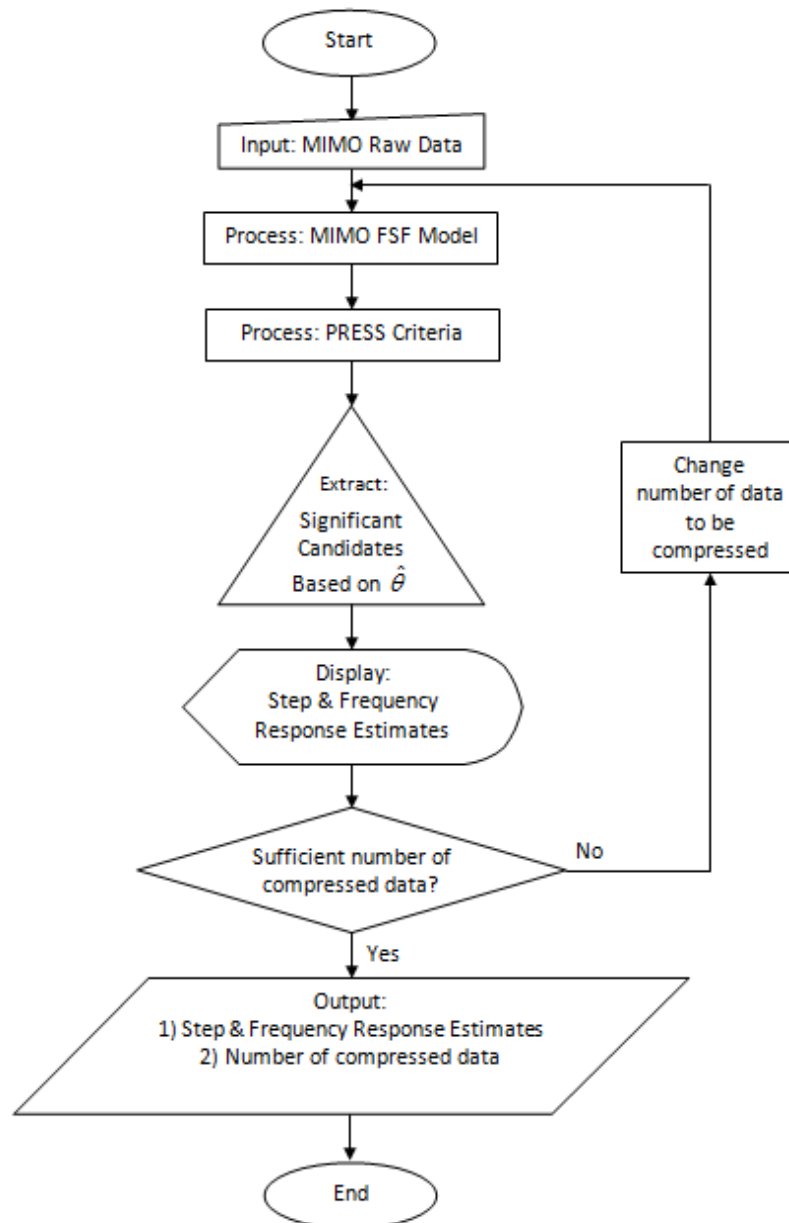 Start
Input: MIMO Raw Data
Process: MIMO FSF Model
Process: PRESS Criteria
Extract:
Significant
Candidates
Based on θ̂
Change
number of data
to be
compressed
Display:
Step & Frequency
Response Estimates
Sufficient number of
compressed data?
No
Yes
Output:
1) Step & Frequency Response Estimates
2) Number of compressed data
End